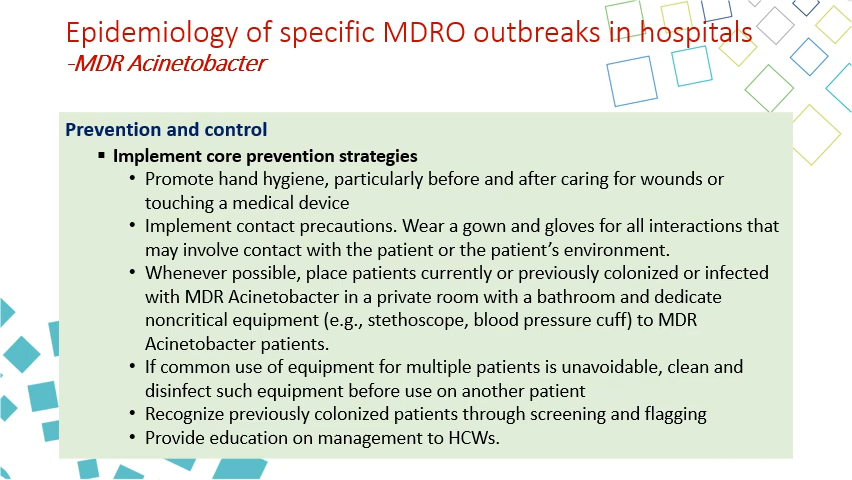 Epidemiology of specific MDRO outbreaks in hospitals
-MDR Acinetobacter
Prevention and control
▪ Implement core prevention strategies
• Promote hand hygiene, particularly before and after caring for wounds or
touching a medical device
• Implement contact precautions. Wear a gown and gloves for all interactions that
may involve contact with the patient or the patient's environment.
• Whenever possible, place patients currently or previously colonized or infected
with MDR Acinetobacter in a private room with a bathroom and dedicate
noncritical equipment (e.g., stethoscope, blood pressure cuff) to MDR
Acinetobacter patients.
• If common use of equipment for multiple patients is unavoidable, clean and
disinfect such equipment before use on another patient
• Recognize previously colonized patients through screening and flagging
• Provide education on management to HCWs.